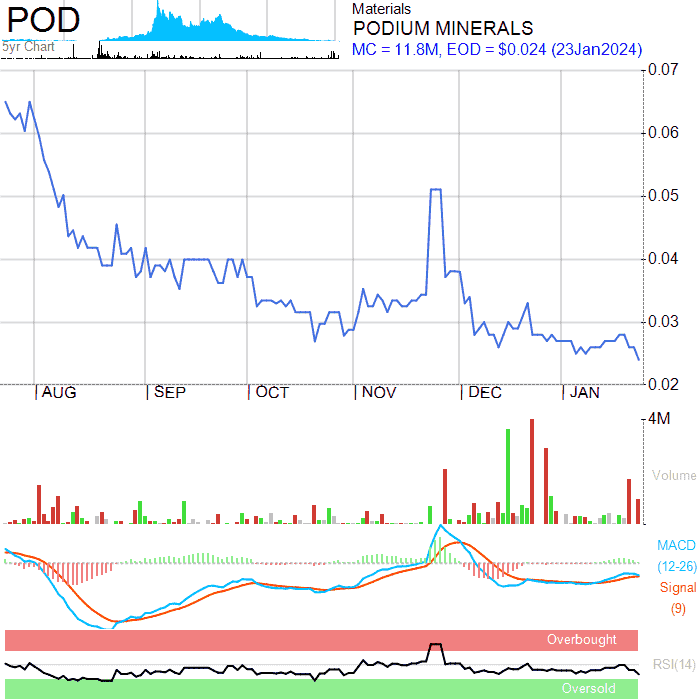 POD
5yr Chart
Materials
PODIUM MINERALS
MC = 11.8M, EOD = $0.024 (23Jan2024)
0.07
0.06
0.05
0.04
0.03
0.02
AUG SEP OCT NOV DEC JAN
4M
Volume
MACD
(12-26)
Signal
(9)
Overbought
RSI(14)
Oversold